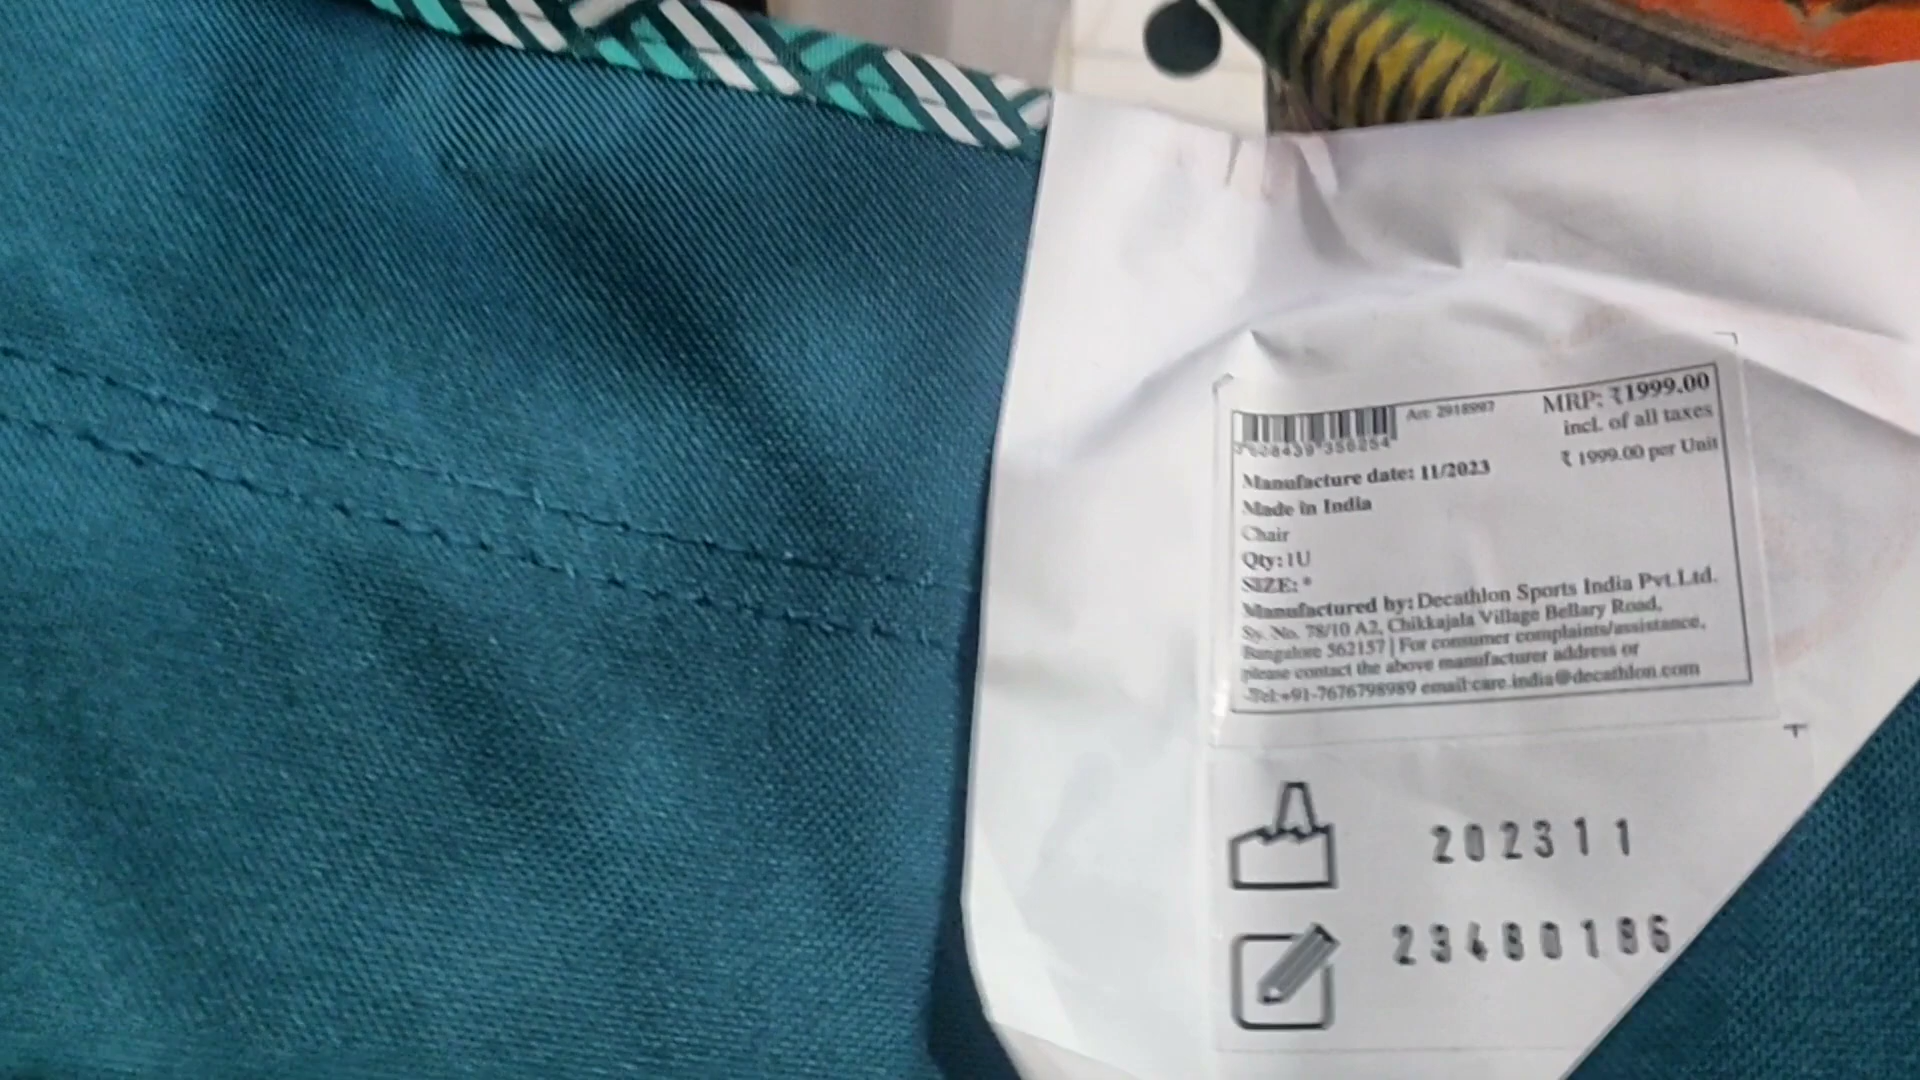 Art: 2918997
MRP: ₹1999.00
incl. of all taxes
₹ 1999.00 per Unit
356254
Manufacture date: 11/2023
Made in India
Chair
Qty:1U
SIZE: *
Manufactured by: Decathlon Sports India Pvt.Ltd.
Sy. No. 78/10 A2, Chikkajala Village Bellary Road,
Bangalore 562157 | For consumer complaints/assistance,
please contact the above manufacturer address or
-Tel:+91-7676798989 email:care.india@decathlon.com
202311
23480186